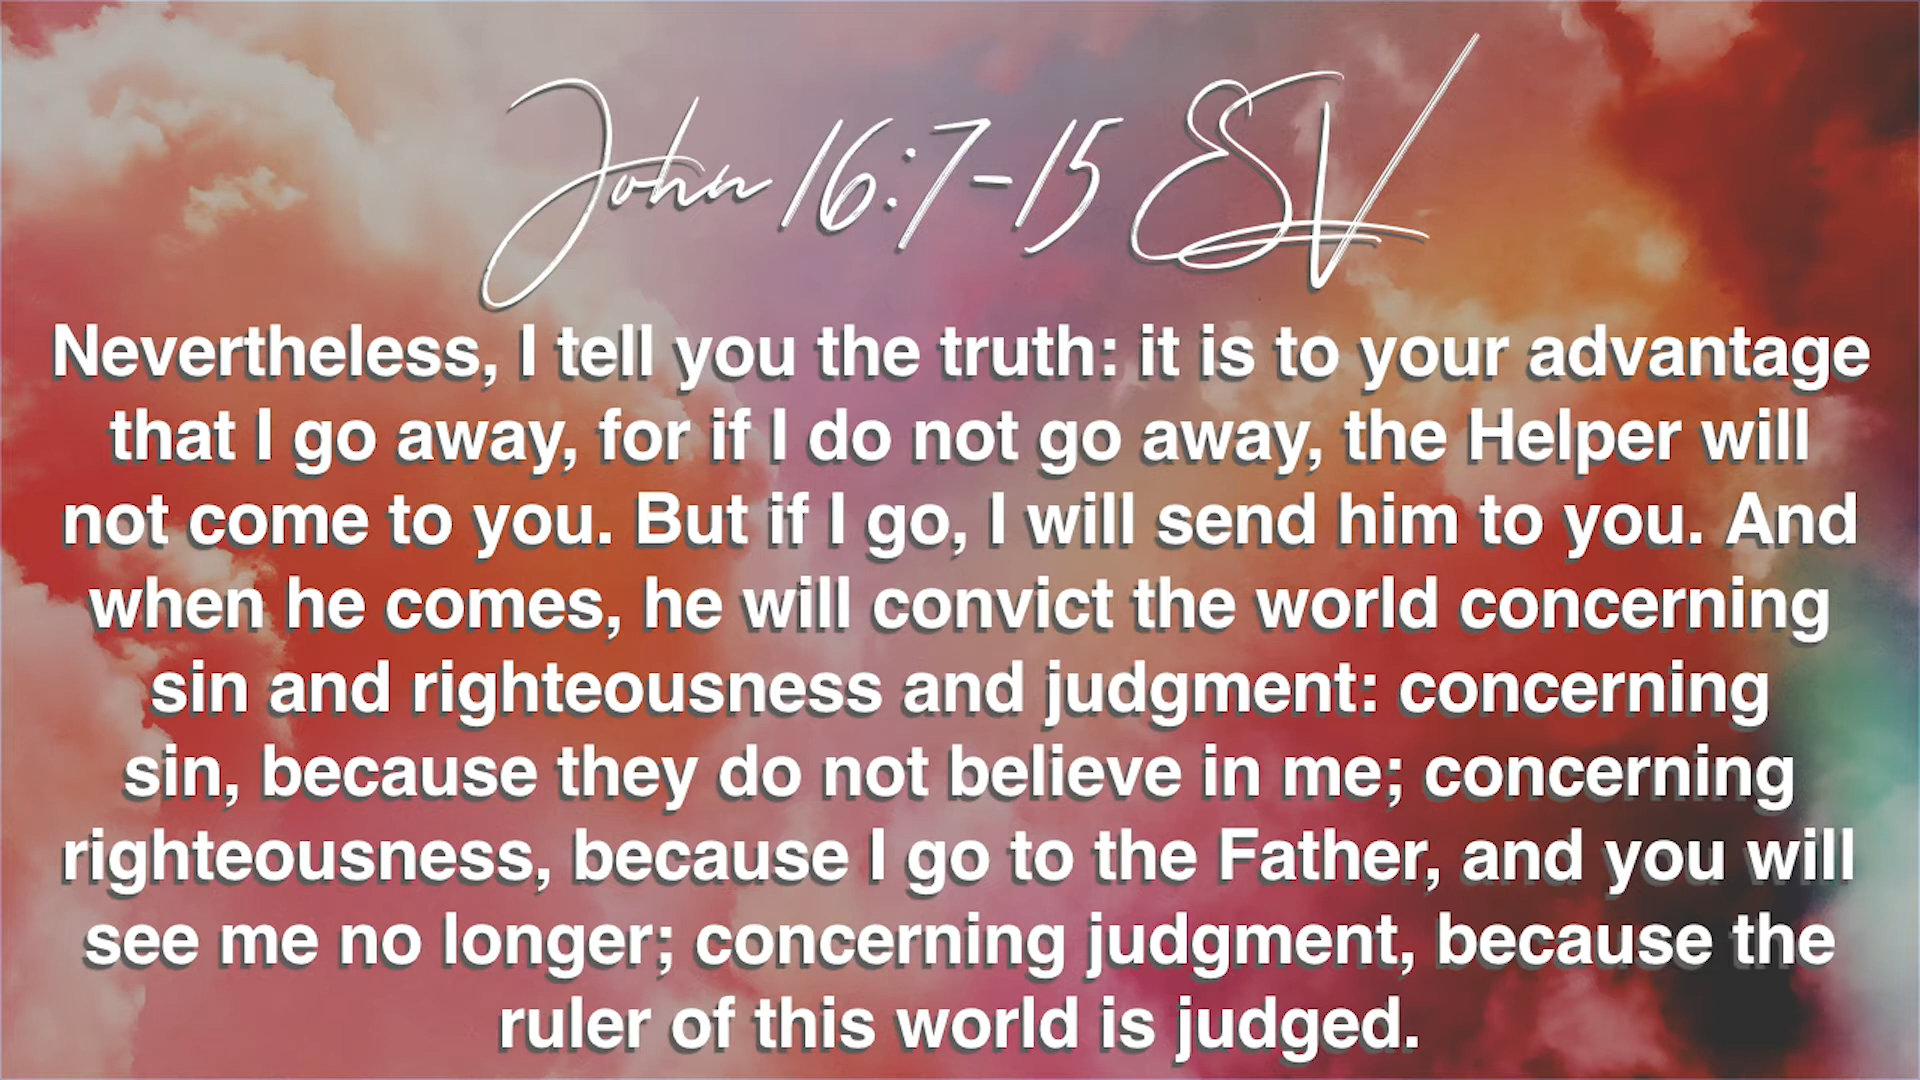 John 16:7-15 ESV
Nevertheless, I tell you the truth: it is to your advantage
that I go away, for if I do not go away, the Helper will
not come to you. But if I go, I will send him to you. And
when he comes, he will convict the world concerning
sin and righteousness and judgment: concerning
sin, because they do not believe in me; concerning
righteousness, because I go to the Father, and you will
see me no longer; concerning judgment, because the
ruler of this world is judged.